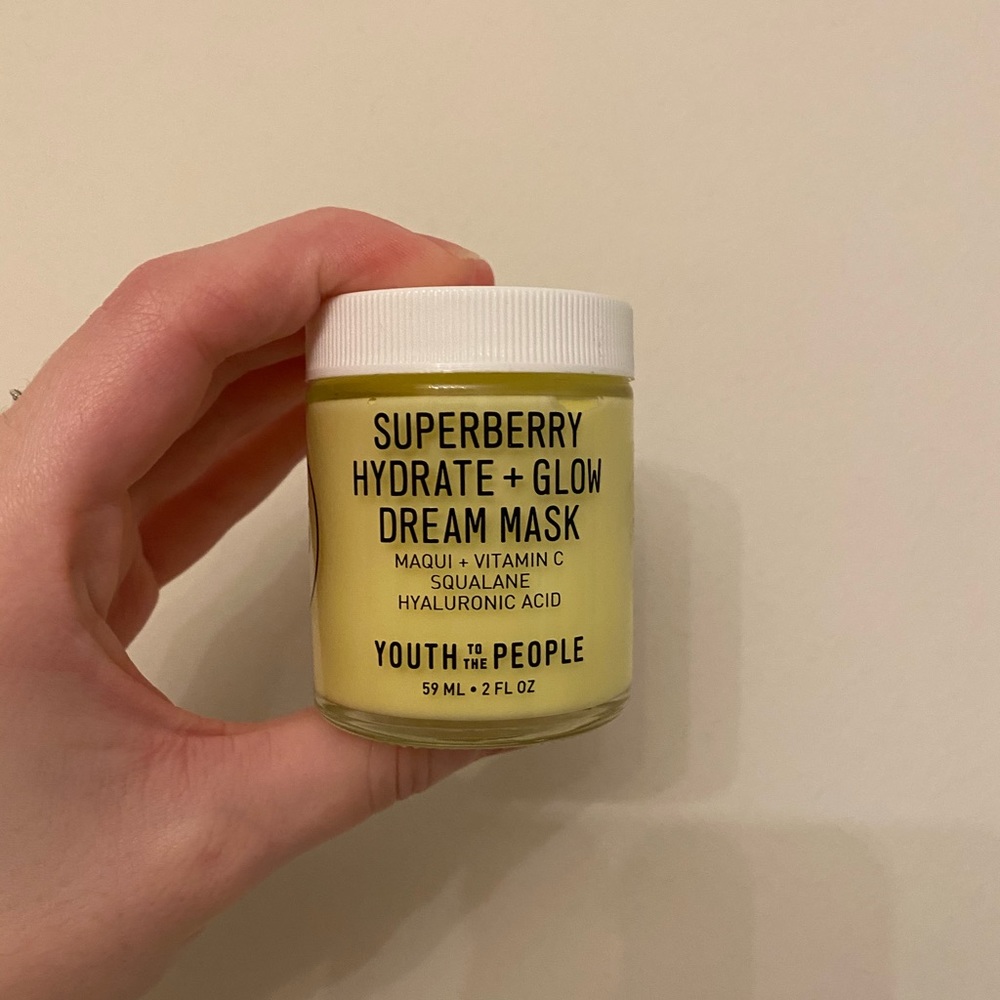 SUPERBERRY
HYDRATE + GLOW
DREAM MASK
MAQUI + VITAMIN C
SQUALANE
HYALURONIC ACID
YOUTH TO THE PEOPLE
59 ML • 2 FL OZ